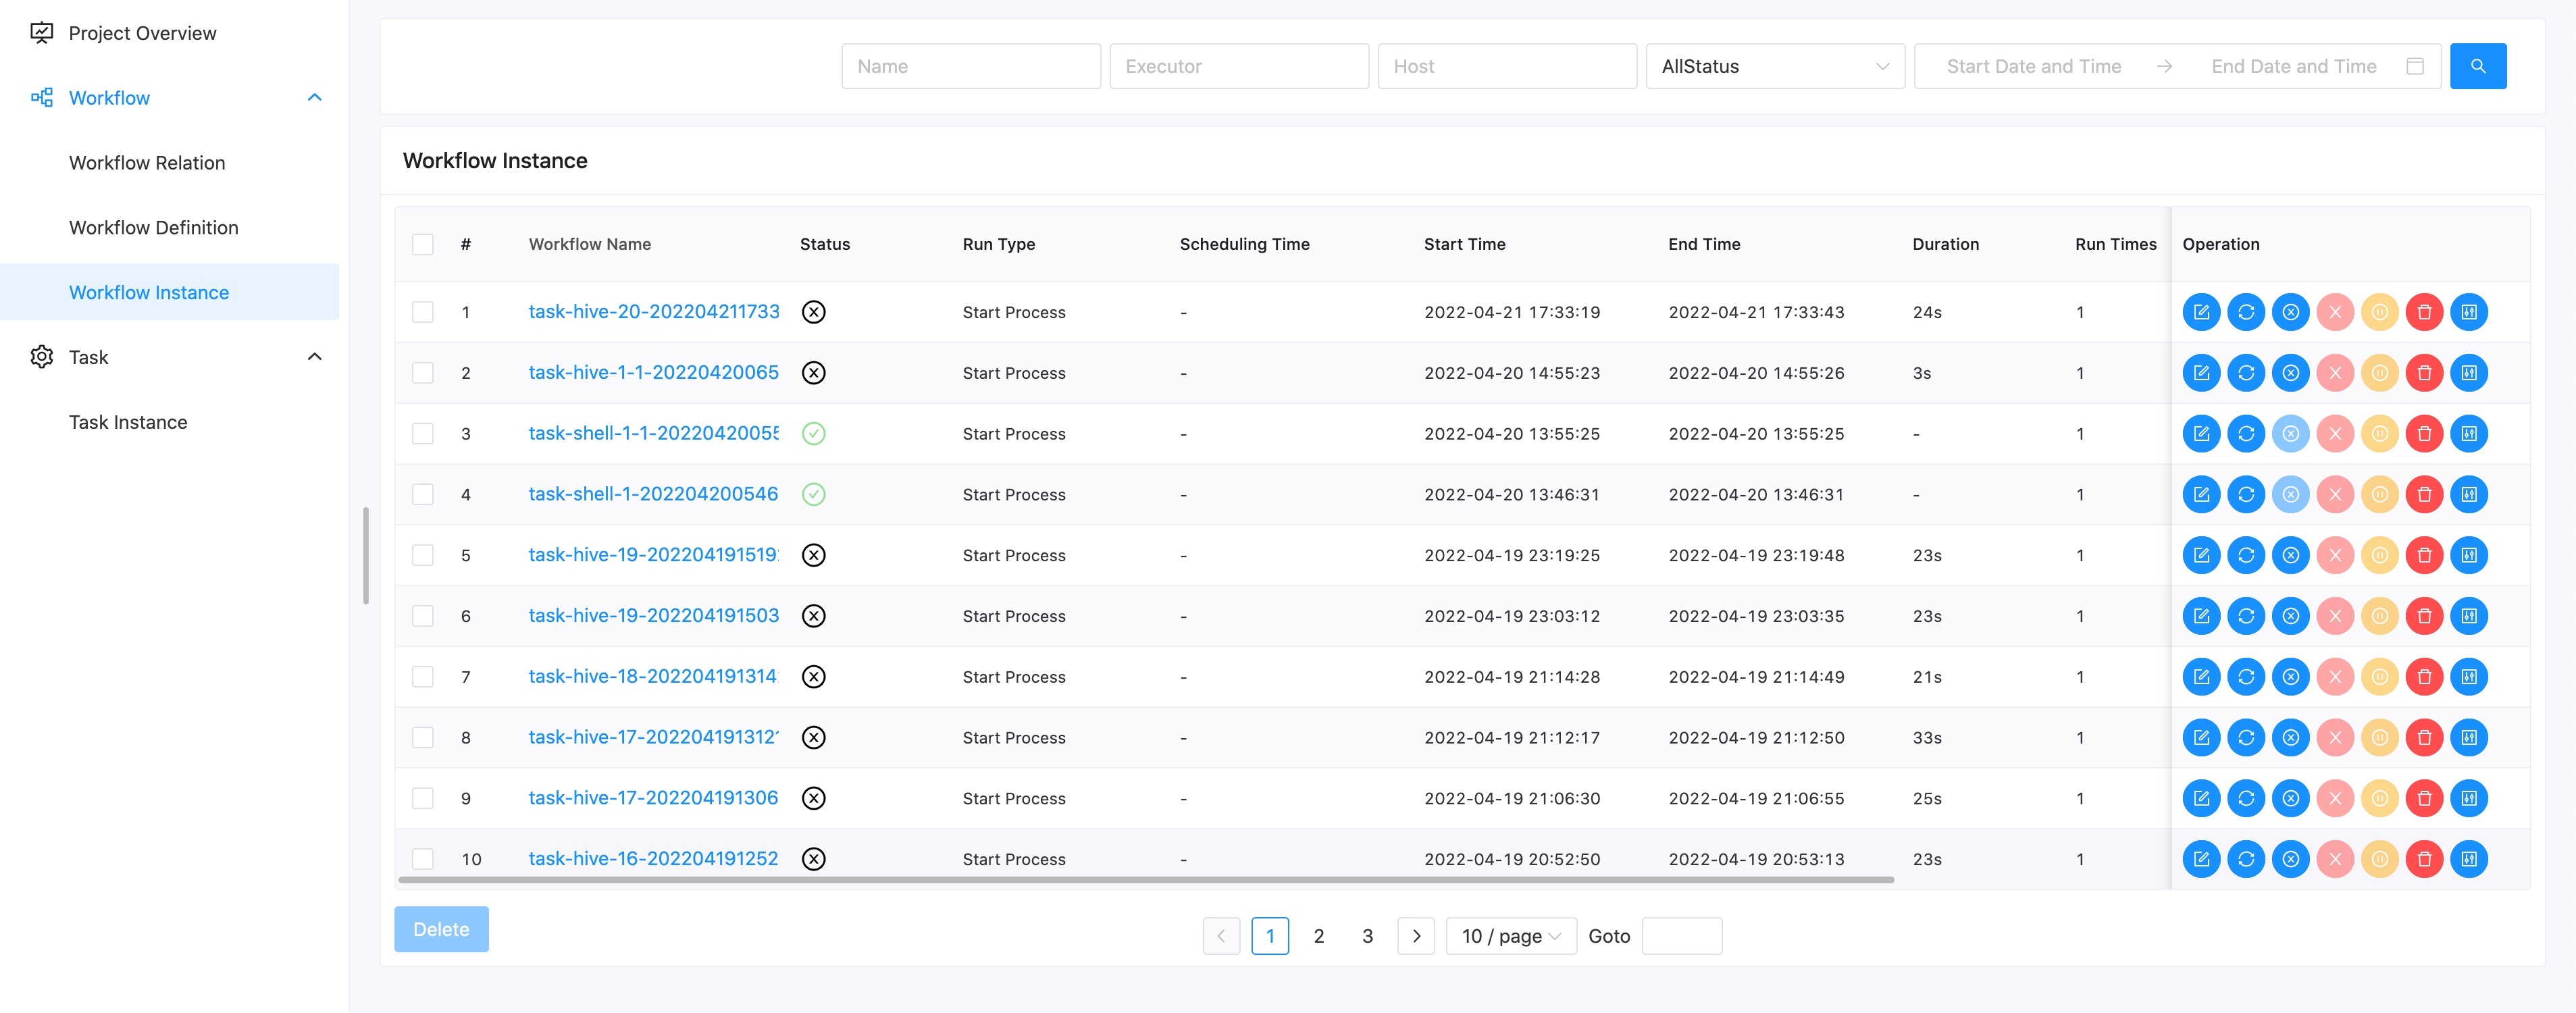 Project Overview
Workflow
Workflow Relation
Workflow Definition
Workflow Instance
Task
Task Instance
Name Executor Host AllStatus Start Date and Time End Date and Time
Workflow Instance
# Workflow Name Status Run Type Scheduling Time Start Time End Time Duration Run Times Operation
1 task-hive-20-202204211733 Start Process - 2022-04-21 17:33:19 2022-04-21 17:33:43 24s 1
2 task-hive-1-1-20220420065 Start Process - 2022-04-20 14:55:23 2022-04-20 14:55:26 3s 1
3 task-shell-1-1-20220420055 Start Process - 2022-04-20 13:55:25 2022-04-20 13:55:25 - 1
4 task-shell-1-202204200546 Start Process - 2022-04-20 13:46:31 2022-04-20 13:46:31 - 1
5 task-hive-19-202204191519 Start Process - 2022-04-19 23:19:25 2022-04-19 23:19:48 23s 1
6 task-hive-19-202204191503 Start Process - 2022-04-19 23:03:12 2022-04-19 23:03:35 23s 1
7 task-hive-18-202204191314 Start Process - 2022-04-19 21:14:28 2022-04-19 21:14:49 21s 1
8 task-hive-17-202204191312 Start Process - 2022-04-19 21:12:17 2022-04-19 21:12:50 33s 1
9 task-hive-17-202204191306 Start Process - 2022-04-19 21:06:30 2022-04-19 21:06:55 25s 1
10 task-hive-16-202204191252 Start Process - 2022-04-19 20:52:50 2022-04-19 20:53:13 23s 1
Delete 1 2 3 10 / page Goto